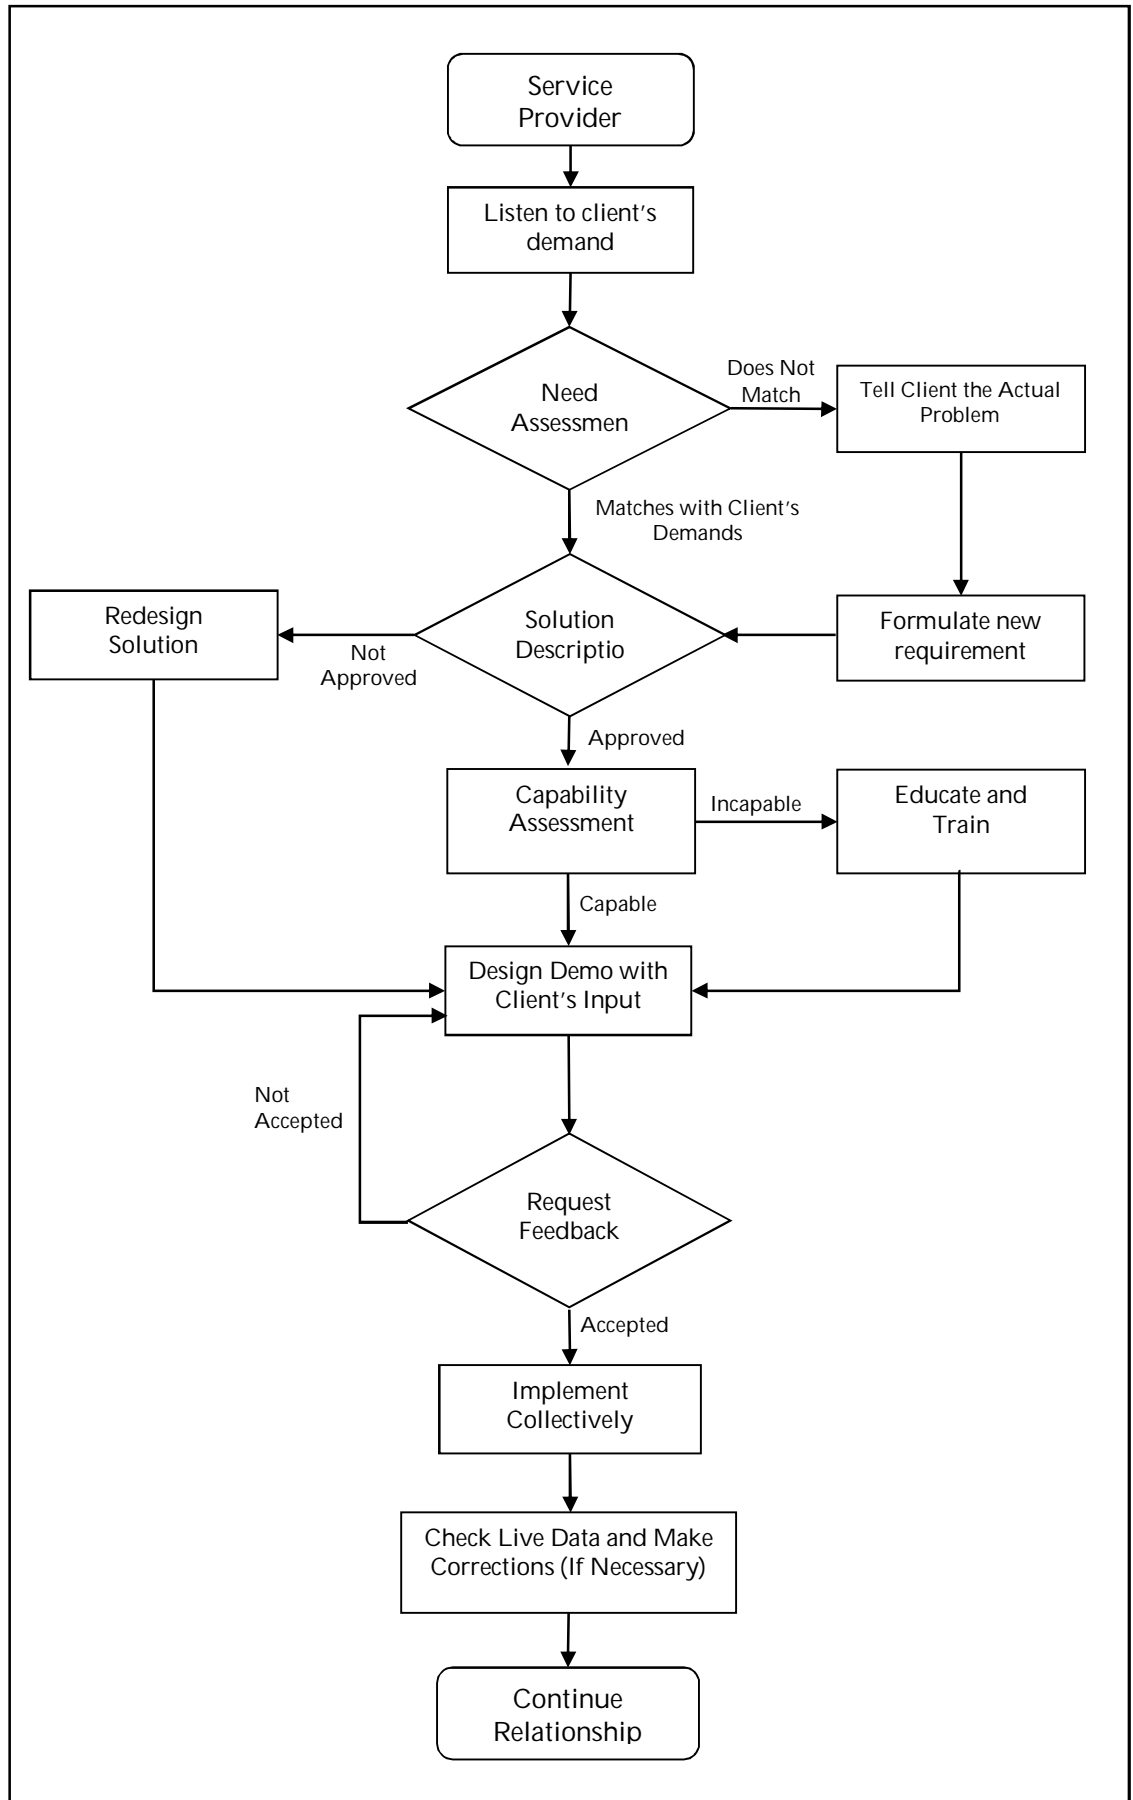 Service
Provider
Listen to client's
demand
Need
Assessmen
Does Not
Match
Tell Client the Actual
Problem
Matches with Client's
Demands
Redesign
Solution
Not
Approved
Solution
Descriptio
Formulate new
requirement
Approved
Capability
Assessment
Incapable
Educate and
Train
Capable
Design Demo with
Client's Input
Not
Accepted
Request
Feedback
Accepted
Implement
Collectively
Check Live Data and Make
Corrections (If Necessary)
Continue
Relationship